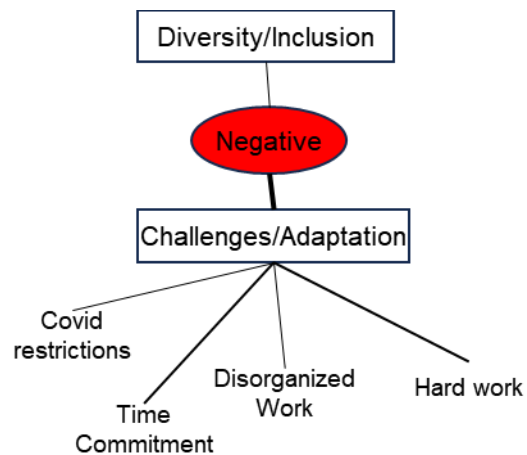 Diversity/Inclusion
Negative
Challenges/Adaptation
Covid
restrictions
Time
Commitment
Disorganized
Work
Hard work